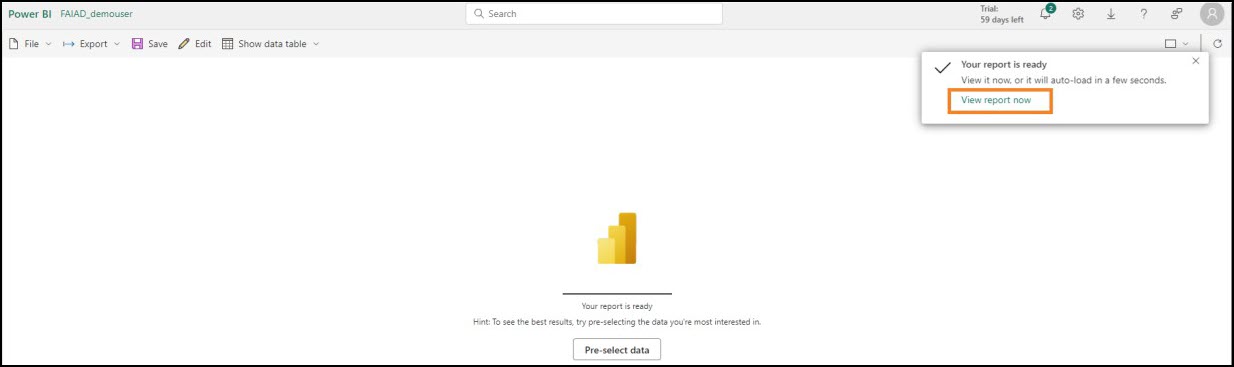 Power BI FAIAD_demouser
Search
Trial:
59 days left
2
File Export Save Edit Show data table
Your report is ready
View it now, or it will auto-load in a few seconds.
View report now
Your report is ready
Hint: To see the best results, try pre-selecting the data you're most interested in.
Pre-select data